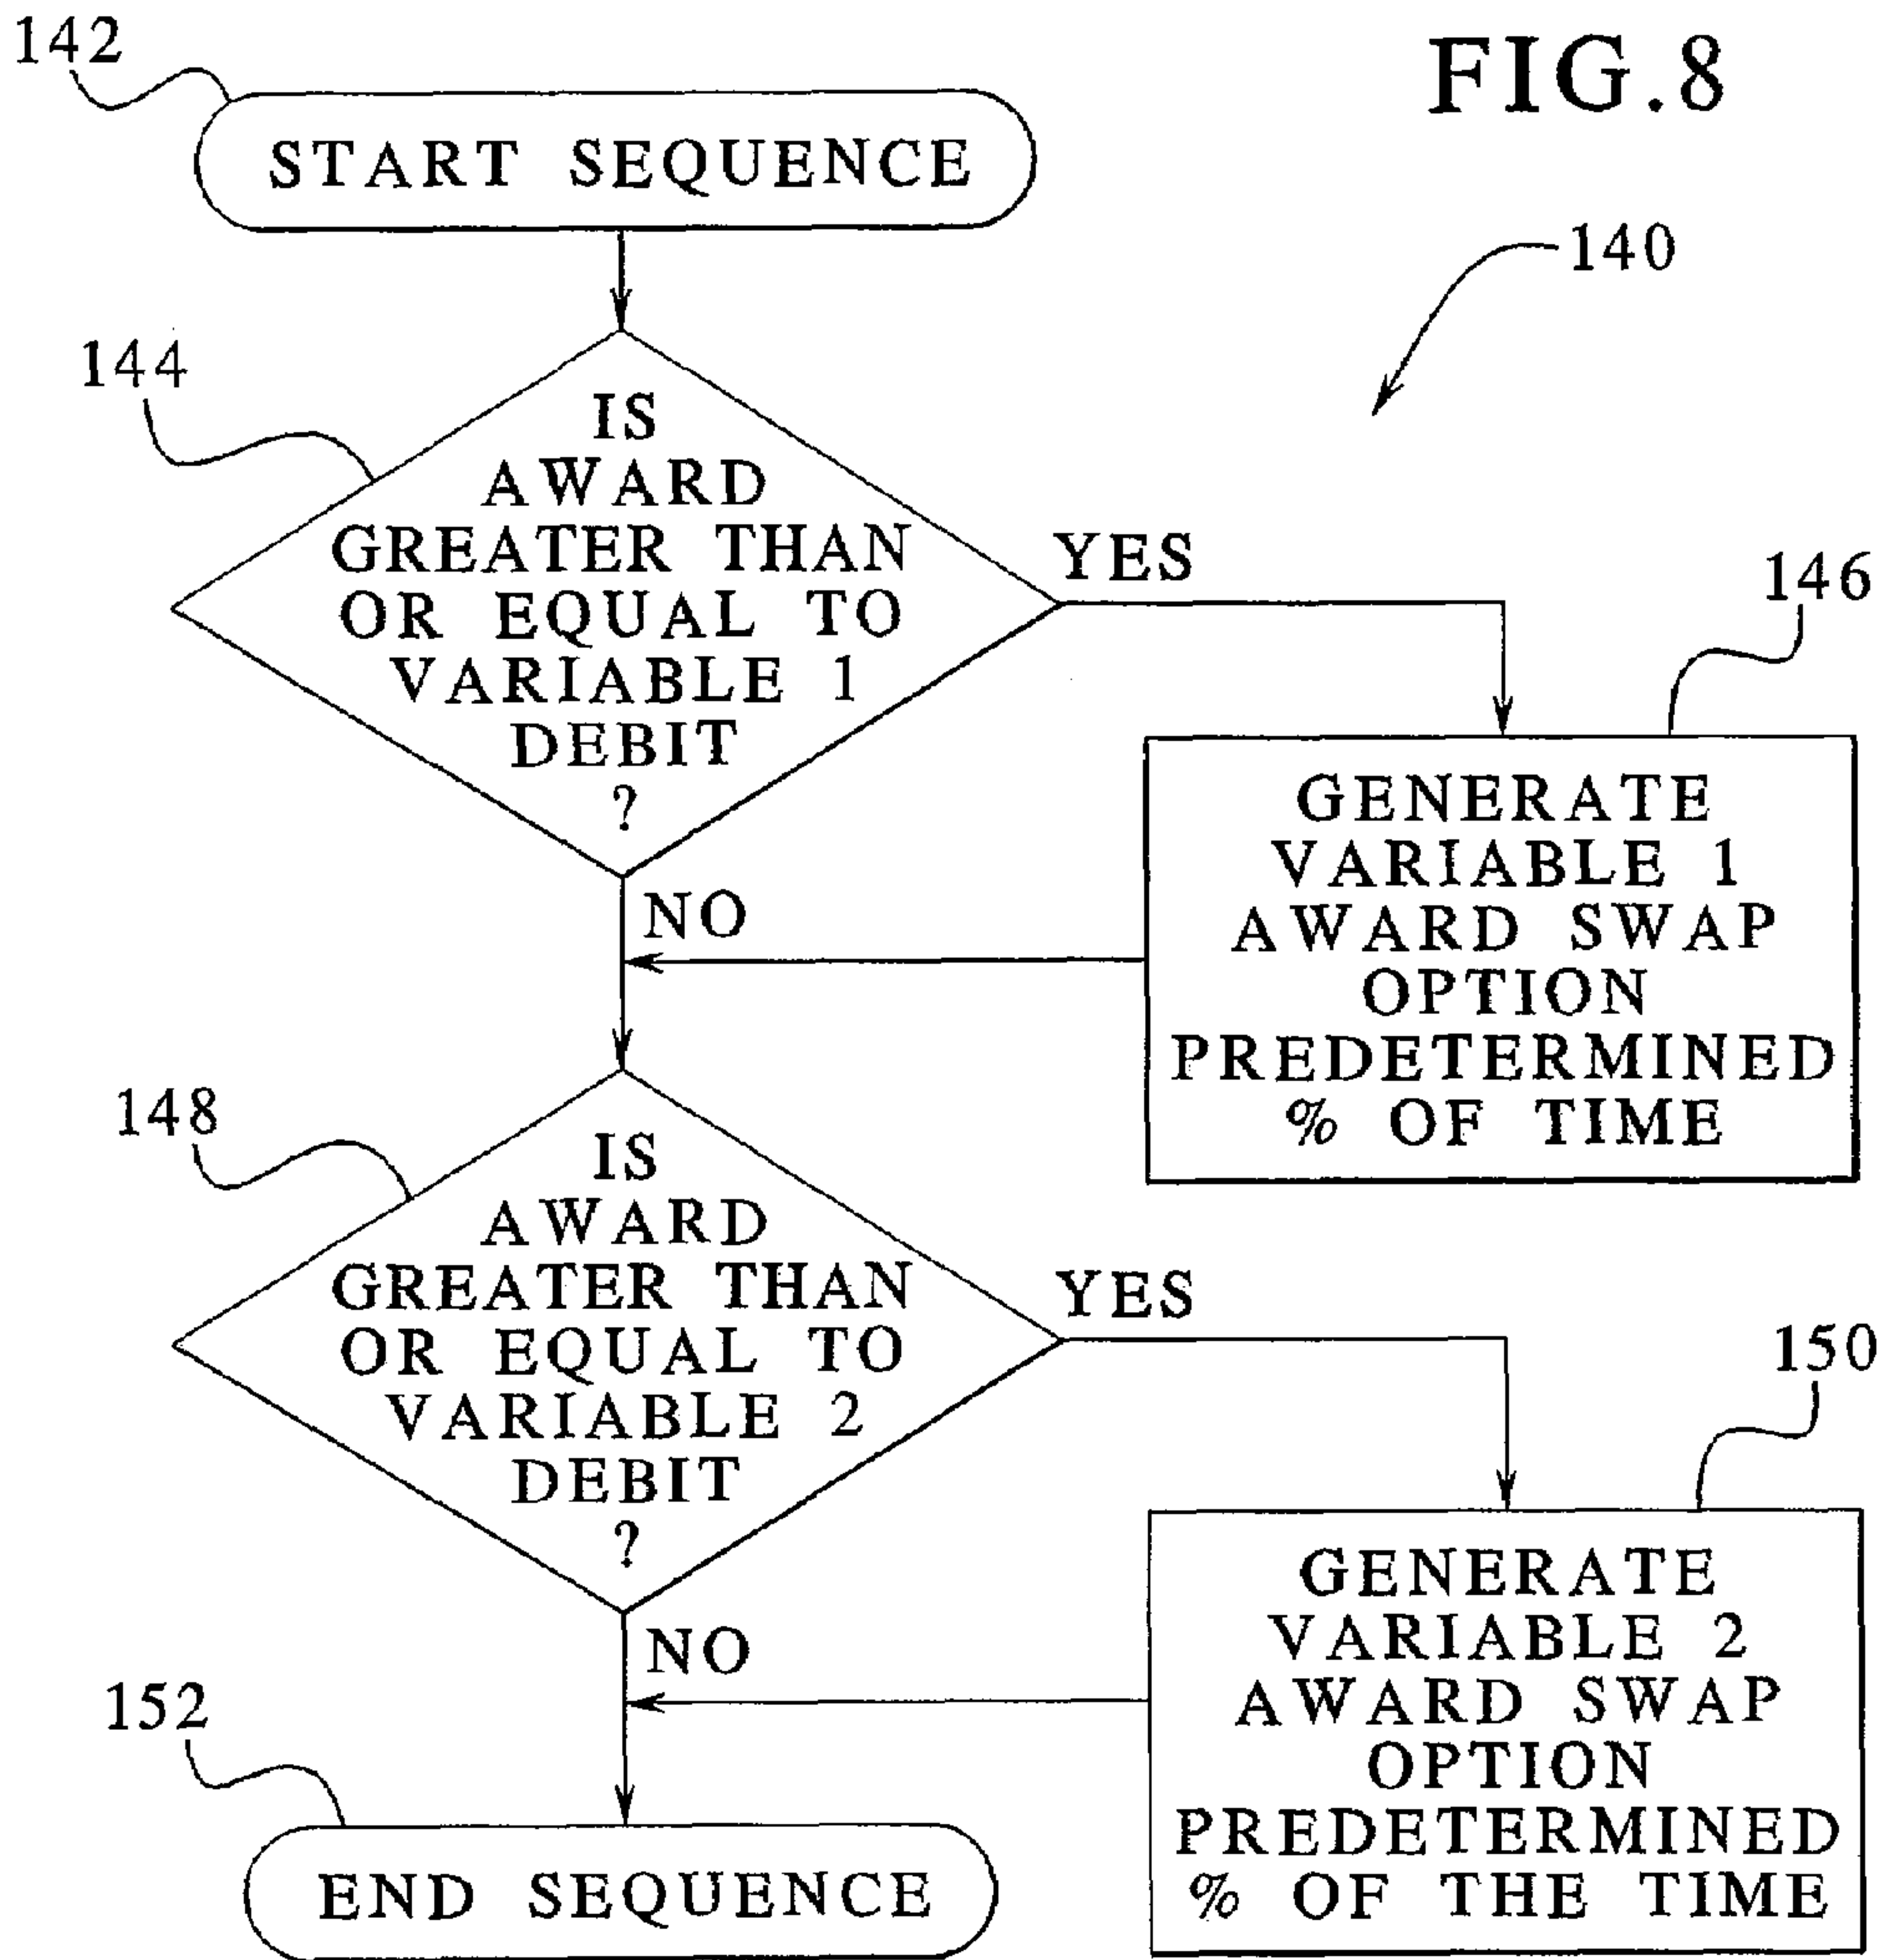 FIG.8
142
START SEQUENCE
140
144
IS
AWARD
GREATER THAN
OR EQUAL TO
VARIABLE 1
DEBIT
?
YES
146
GENERATE
VARIABLE 1
AWARD SWAP
OPTION
PREDETERMINED
% OF TIME
NO
148
IS
AWARD
GREATER THAN
OR EQUAL TO
VARIABLE 2
DEBIT
?
YES
150
GENERATE
VARIABLE 2
AWARD SWAP
OPTION
PREDETERMINED
% OF THE TIME
NO
152
END SEQUENCE